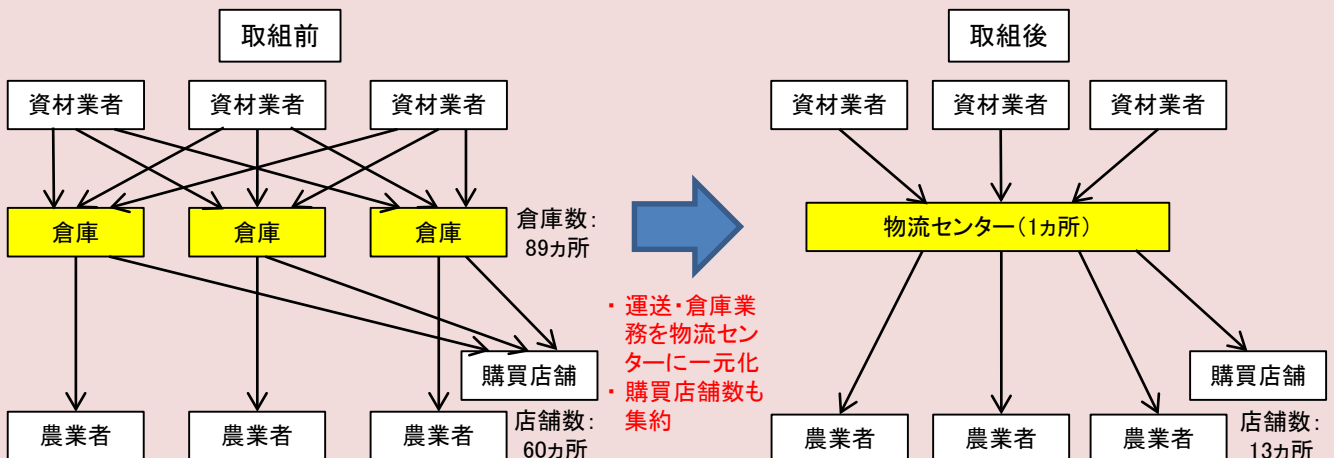 取組前
取組後
資材業者
資材業者
資材業者
資材業者
資材業者
資材業者
倉庫
倉庫
倉庫
倉庫数：
89ヵ所
物流センター（1ヵ所）
・ 運送・倉庫業
務を物流セン
ターに一元化
・ 購買店舗数も
集約
購買店舗
購買店舗
農業者
農業者
農業者
店舗数：
60ヵ所
農業者
農業者
農業者
店舗数：
13ヵ所